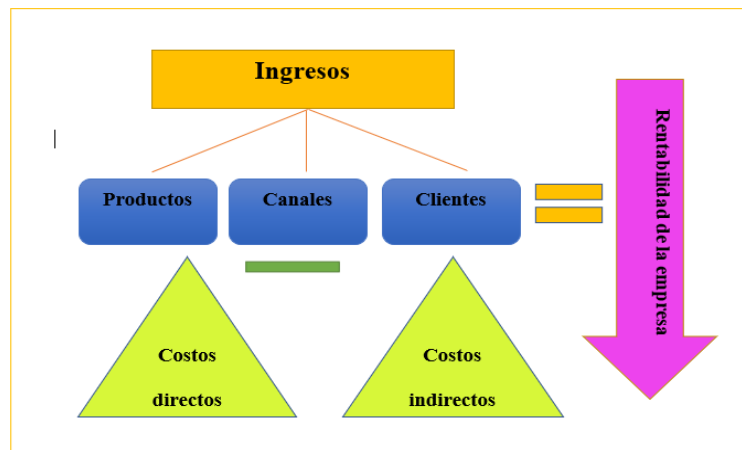 Ingresos
Productos
Canales
Clientes
Rentabilidad de la empresa
Costos
directos
Costos
indirectos